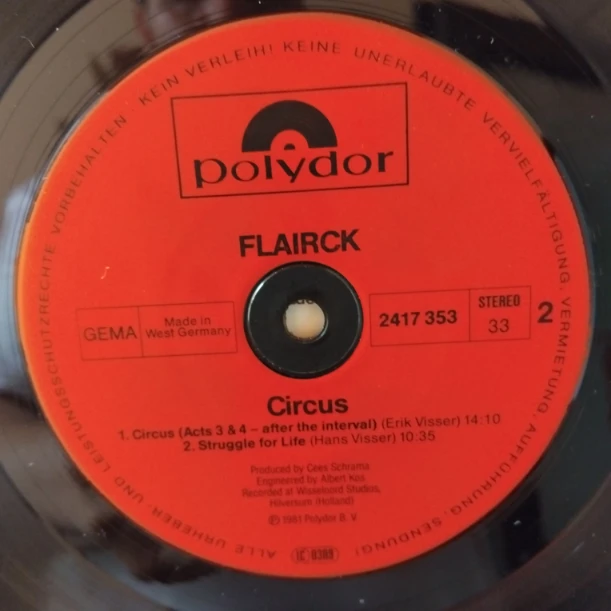 ALLE URHEBER- UND LEISTUNGSSCHUTZRECHTE VORBEHALTEN KEIN VERLEIH! KEINE UNERLAUBTE VERVIELFÄLTIGUNG, VERMIETUNG, AUFFÜHRUNG, SENDUNG!
polydor
FLAIRCK
GEMA
Made in
West Germany
2417 353
STEREO
33
2
Circus
1. Circus (Acts 3 & 4 – after the interval) (Erik Visser) 14:10
2. Struggle for Life (Hans Visser) 10:35
Produced by Cees Schrama
Engineered by Albert Kos
Recorded at Wisseloord Studios,
Hilversum (Holland)
℗ 1981 Polydor B. V
LC 0309